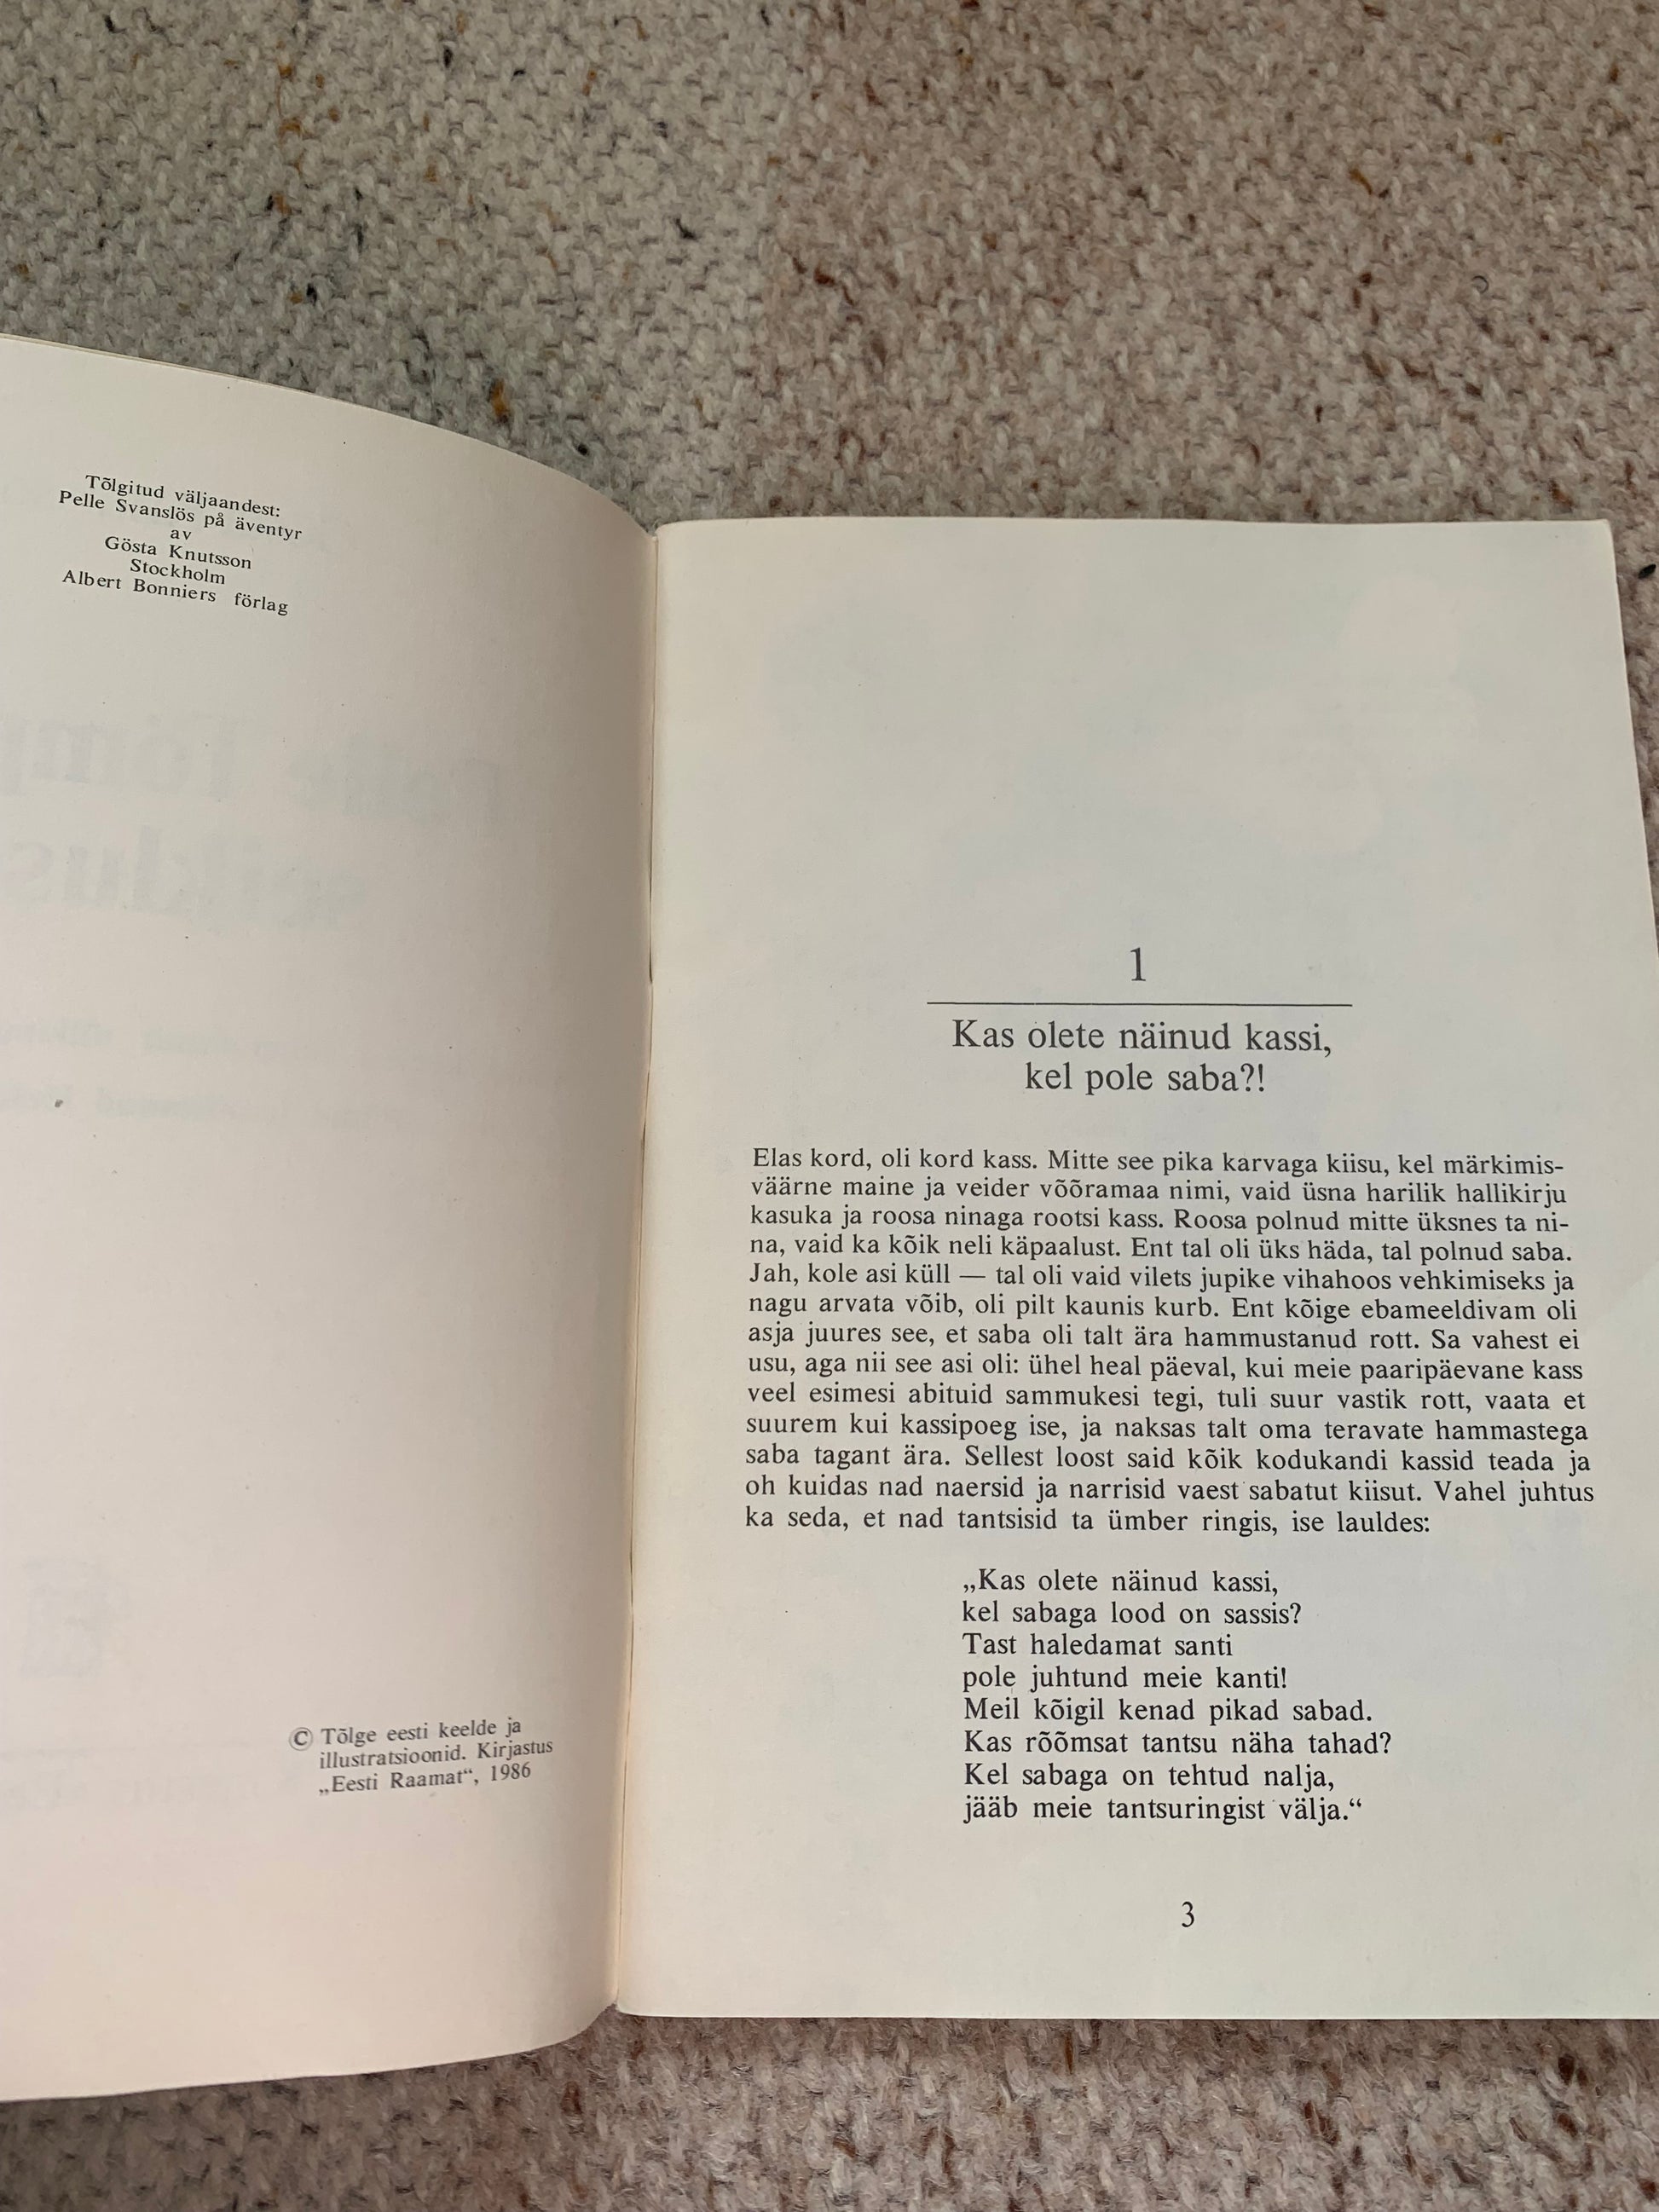 Tõlgitud väljaandest:
Pelle Svanslös på äventyr
av
Gösta Knutsson
Stockholm
Albert Bonniers förlag
© Tõlge eesti keelde ja
illustratsioonid. Kirjastus
„Eesti Raamat“, 1986
1
Kas olete näinud kassi,
kel pole saba?!
Elas kord, oli kord kass. Mitte see pika karvaga kiisu, kel märkimis-
väärne maine ja veider võõramaa nimi, vaid üsna harilik hallikirju
kasuka ja roosa ninaga rootsi kass. Roosa polnud mitte üksnes ta ni-
na, vaid ka kõik neli käpaalust. Ent tal oli üks häda, tal polnud saba.
Jah, kole asi küll — tal oli vaid vilets jupike vihahoos vehkimiseks ja
nagu arvata võib, oli pilt kaunis kurb. Ent kõige ebameeldivam oli
asja juures see, et saba oli talt ära hammustanud rott. Sa vahest ei
usu, aga nii see asi oli: ühel heal päeval, kui meie paaripäevane kass
veel esimesi abituid sammukesi tegi, tuli suur vastik rott, vaata et
suurem kui kassipoeg ise, ja naksas talt oma teravate hammastega
saba tagant ära. Sellest loost said kõik kodukandi kassid teada ja
oh kuidas nad naersid ja narrisid vaest sabatut kiisut. Vahel juhtus
ka seda, et nad tantsisid ta ümber ringis, ise lauldes:
„Kas olete näinud kassi,
kel sabaga lood on sassis?
Tast haledamat santi
pole juhtund meie kanti!
Meil kõigil kenad pikad sabad.
Kas rõõmsat tantsu näha tahad?
Kel sabaga on tehtud nalja,
jääb meie tantsuringist välja.“
3